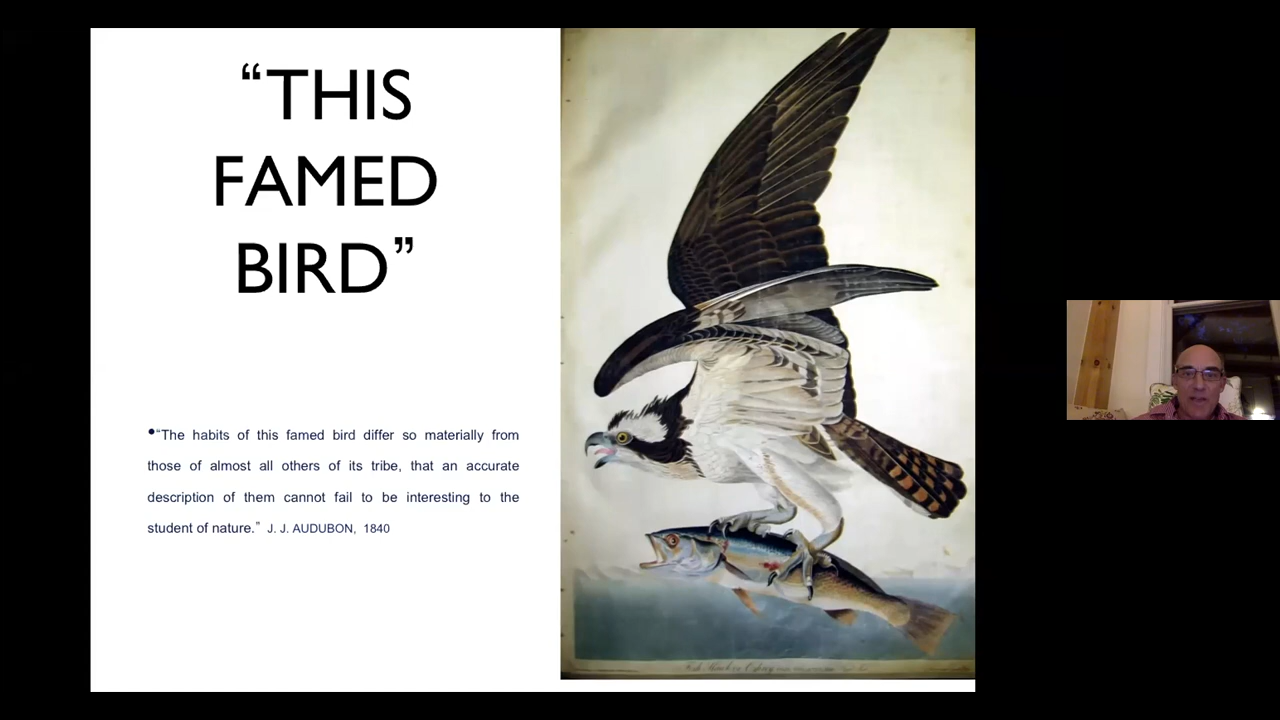 “THIS
FAMED
BIRD”
•“The habits of this famed bird differ so materially from
those of almost all others of its tribe, that an accurate
description of them cannot fail to be interesting to the
student of nature.” J. J. AUDUBON, 1840